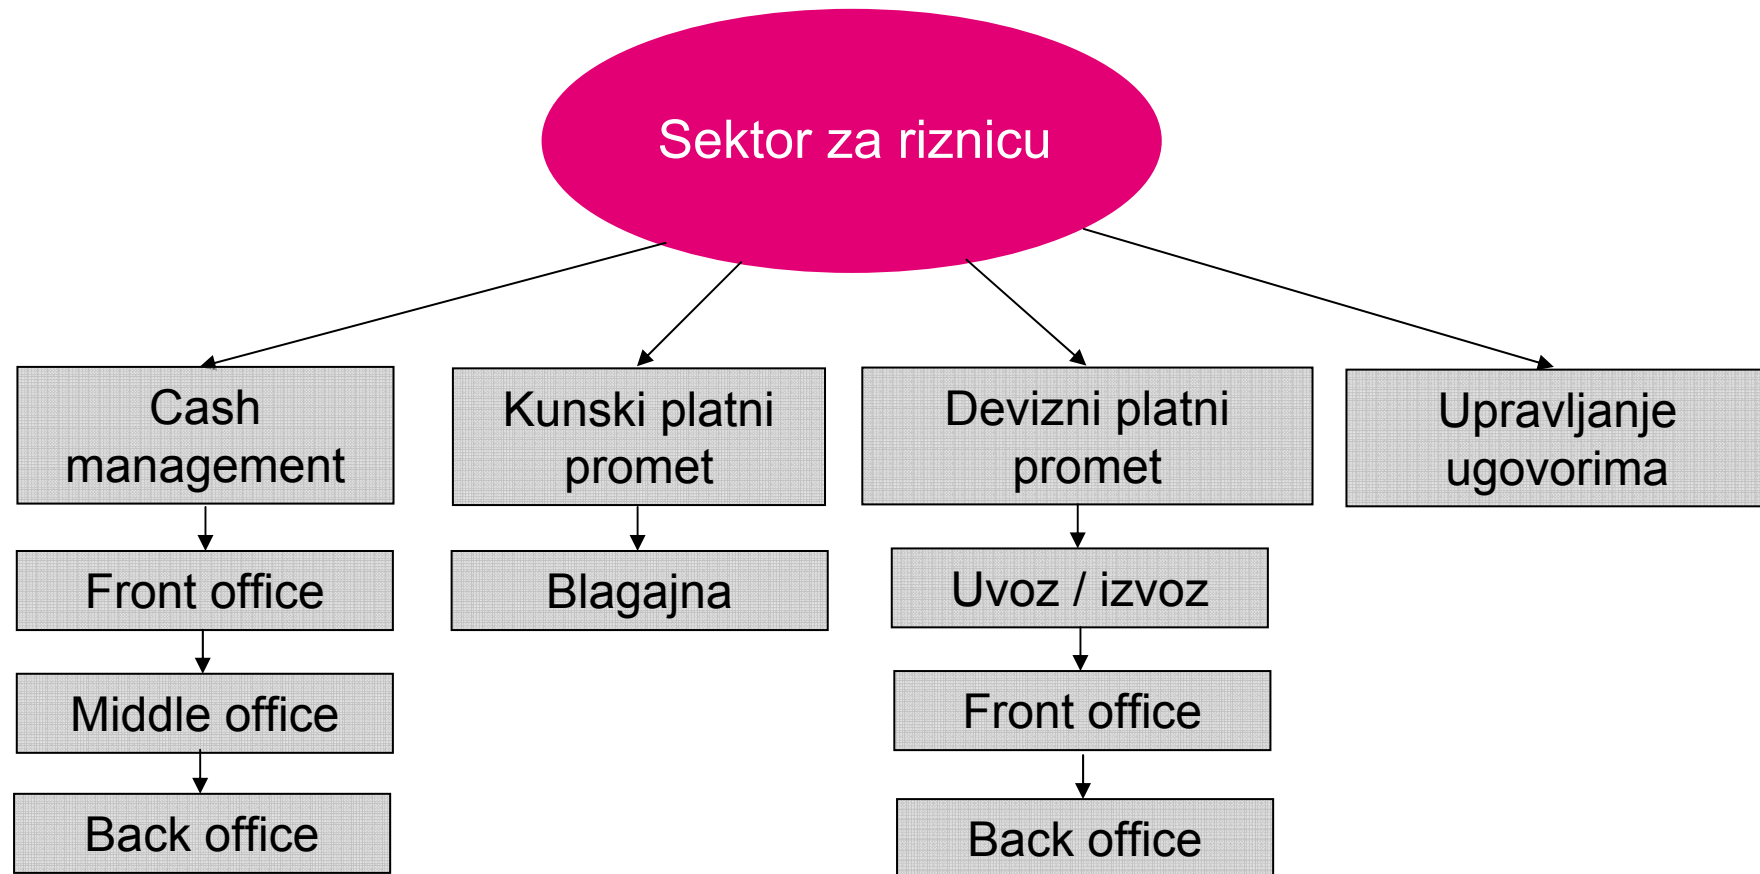 Sektor za riznicu
Cash
management
Kunski platni
promet
Devizni platni
promet
Upravljanje
ugovorima
Front office
Blagajna
Uvoz / izvoz
Middle office
Front office
Back office
Back office